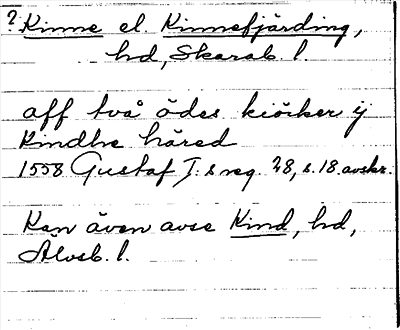 ? Kinne el. Kinnefjärding,
hd, Skarab. l.
aff två ödes kiörker ij
Kindhe häred
1558 Gustaf I:s reg. 28, s. 18. avskr.
Kan även avse Kind, hd,
Älvsb. l.